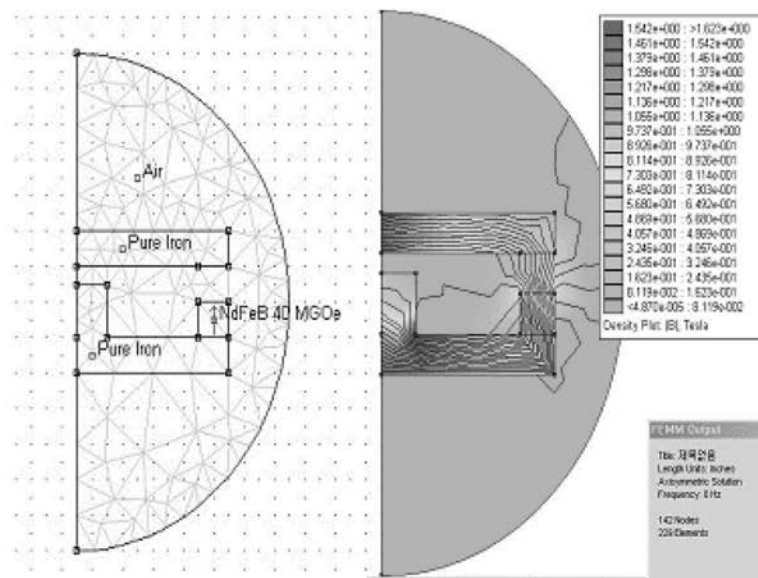 Air
Pure Iron
NdFeB 40 MGOe
Pure Iron
1.542e+000 : >1.623e+000
1.461e+000 : 1.542e+000
1.379e+000 : 1.461e+000
1.298e+000 : 1.379e+000
1.217e+000 : 1.298e+000
1.136e+000 : 1.217e+000
1.055e+000 : 1.136e+000
9.737e-001 : 1.055e+000
8.926e-001 : 9.737e-001
8.114e-001 : 8.926e-001
7.303e-001 : 8.114e-001
6.492e-001 : 7.303e-001
5.680e-001 : 6.492e-001
4.869e-001 : 5.680e-001
4.057e-001 : 4.869e-001
3.246e-001 : 4.057e-001
2.435e-001 : 3.246e-001
1.623e-001 : 2.435e-001
8.119e-002 : 1.623e-001
<4.870e-005 : 8.119e-002
Density Plot: |B|, Tesla
FEMM Output
Title: 제목없음
Length Units: Inches
Axisymmetric Solution
Frequency: 0 Hz
142 Nodes